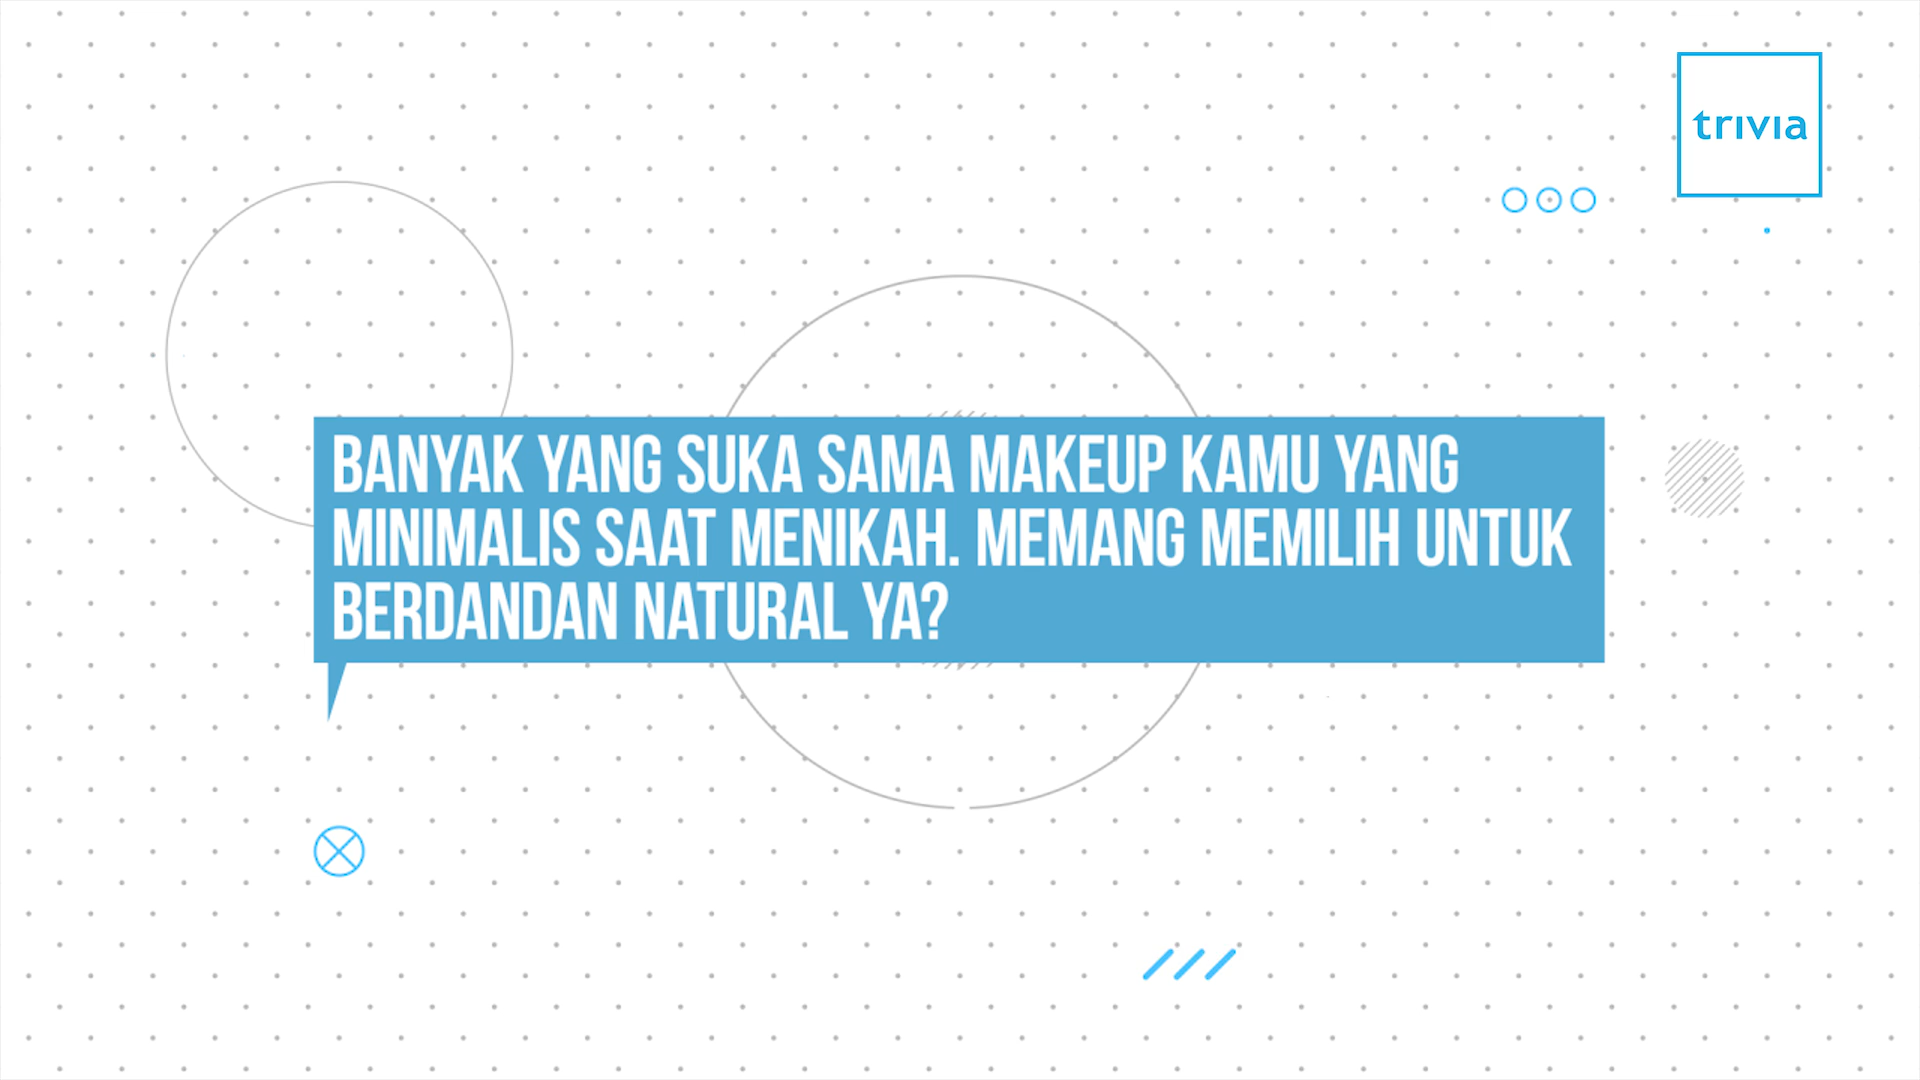 trivia
BANYAK YANG SUKA SAMA MAKEUP KAMU YANG
MINIMALIS SAAT MENIKAH. MEMANG MEMILIH UNTUK
BERDANDAN NATURAL YA?